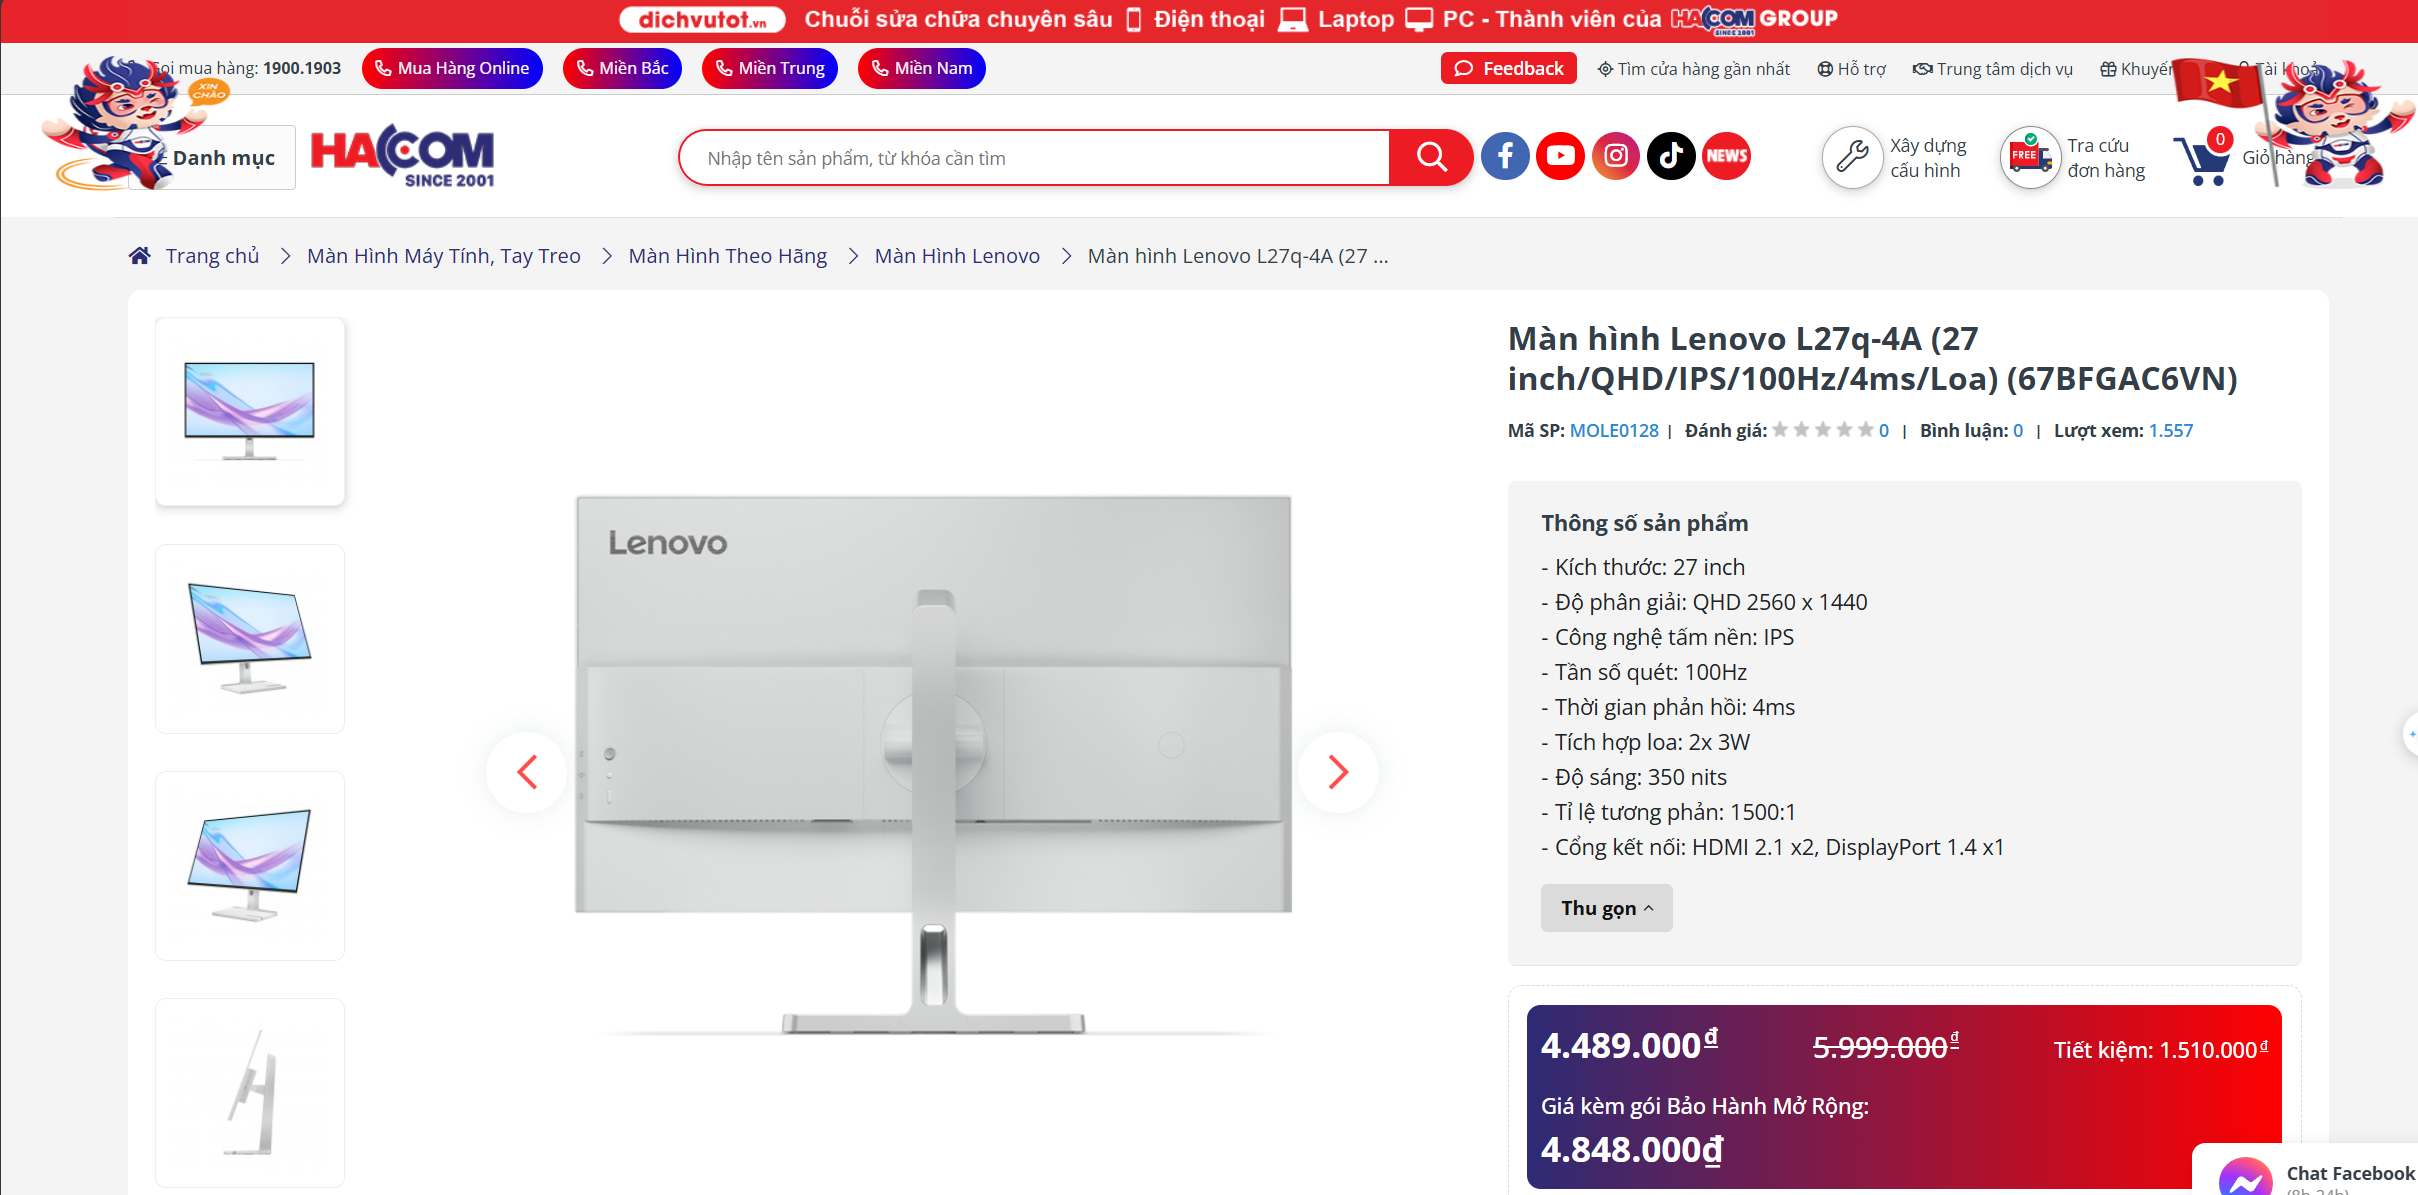 dichvutot.vn Chuỗi sửa chữa chuyên sâu Điện thoại Laptop PC - Thành viên của HACOM GROUP
SINCE 2001
gọi mua hàng: 1900.1903 Mua Hàng Online Miền Bắc Miền Trung Miền Nam Feedback Tìm cửa hàng gần nhất Hỗ trợ Trung tâm dịch vụ Khuyến Tài khoả
XIN CHÀO
Danh mục
HACOM
SINCE 2001
Nhập tên sản phẩm, từ khóa cần tìm
NEWS
Xây dựng cấu hình
FREE
Tra cứu đơn hàng
0
Giỏ hàng
Trang chủ > Màn Hình Máy Tính, Tay Treo > Màn Hình Theo Hãng > Màn Hình Lenovo > Màn hình Lenovo L27q-4A (27 ...
Lenovo
Màn hình Lenovo L27q-4A (27
inch/QHD/IPS/100Hz/4ms/Loa) (67BFGAC6VN)
Mã SP: MOLE0128 | Đánh giá: 0 | Bình luận: 0 | Lượt xem: 1.557
Thông số sản phẩm
- Kích thước: 27 inch
- Độ phân giải: QHD 2560 x 1440
- Công nghệ tấm nền: IPS
- Tần số quét: 100Hz
- Thời gian phản hồi: 4ms
- Tích hợp loa: 2x 3W
- Độ sáng: 350 nits
- Tỉ lệ tương phản: 1500:1
- Cổng kết nối: HDMI 2.1 x2, DisplayPort 1.4 x1
Thu gọn
4.489.000đ 5.999.000đ Tiết kiệm: 1.510.000đ
Giá kèm gói Bảo Hành Mở Rộng:
4.848.000₫
Chat Facebook
(8h-24h)